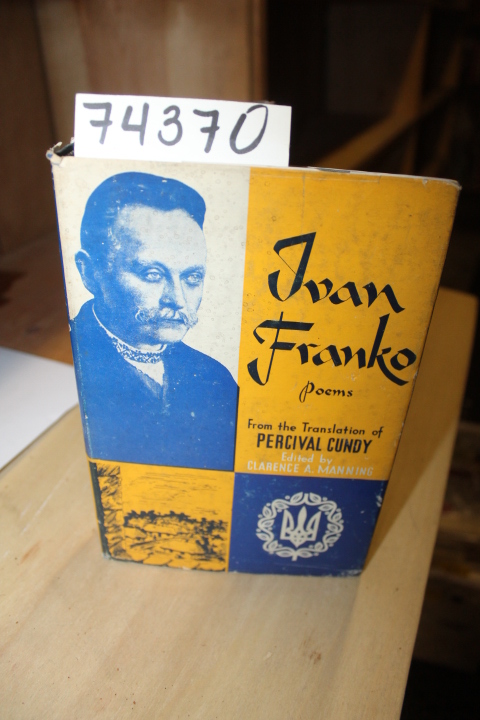 74370
Ivan
Franko
Poems
From the Translation of
PERCIVAL CUNDY
Edited by
CLARENCE A. MANNING